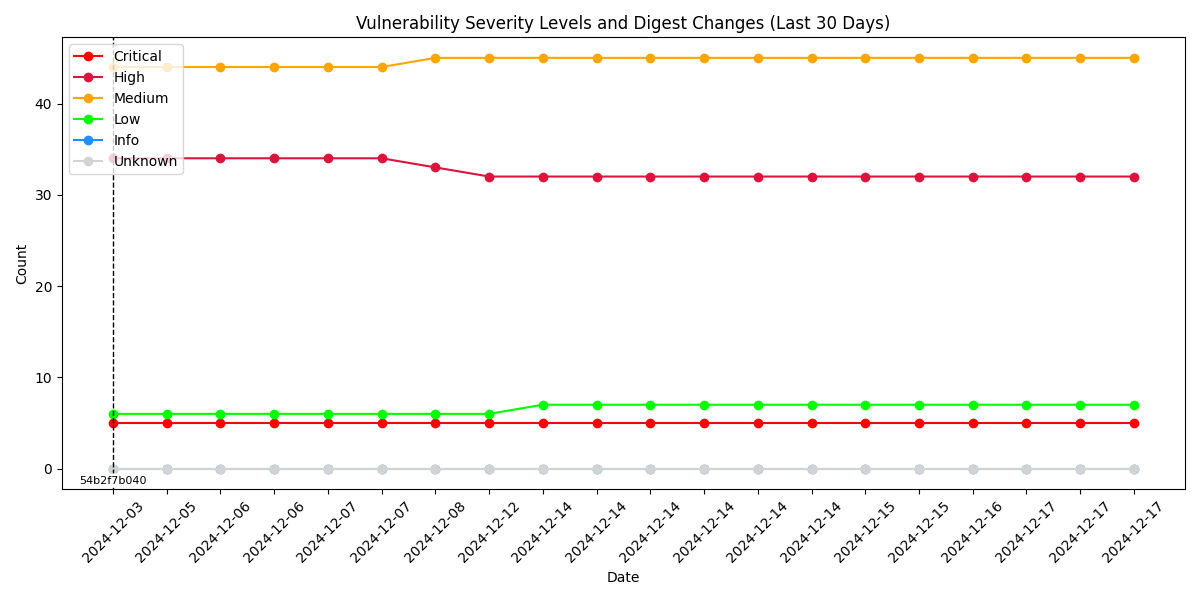 Vulnerability Severity Levels and Digest Changes (Last 30 Days)
Critical
High
Medium
Low
Info
Unknown
Count
40
30
20
10
0
54b2f7b040
2024-12-03
2024-12-05
2024-12-06
2024-12-06
2024-12-07
2024-12-07
2024-12-08
2024-12-12
2024-12-14
2024-12-14
2024-12-14
2024-12-14
2024-12-14
2024-12-14
2024-12-15
2024-12-15
2024-12-16
2024-12-17
2024-12-17
2024-12-17
Date